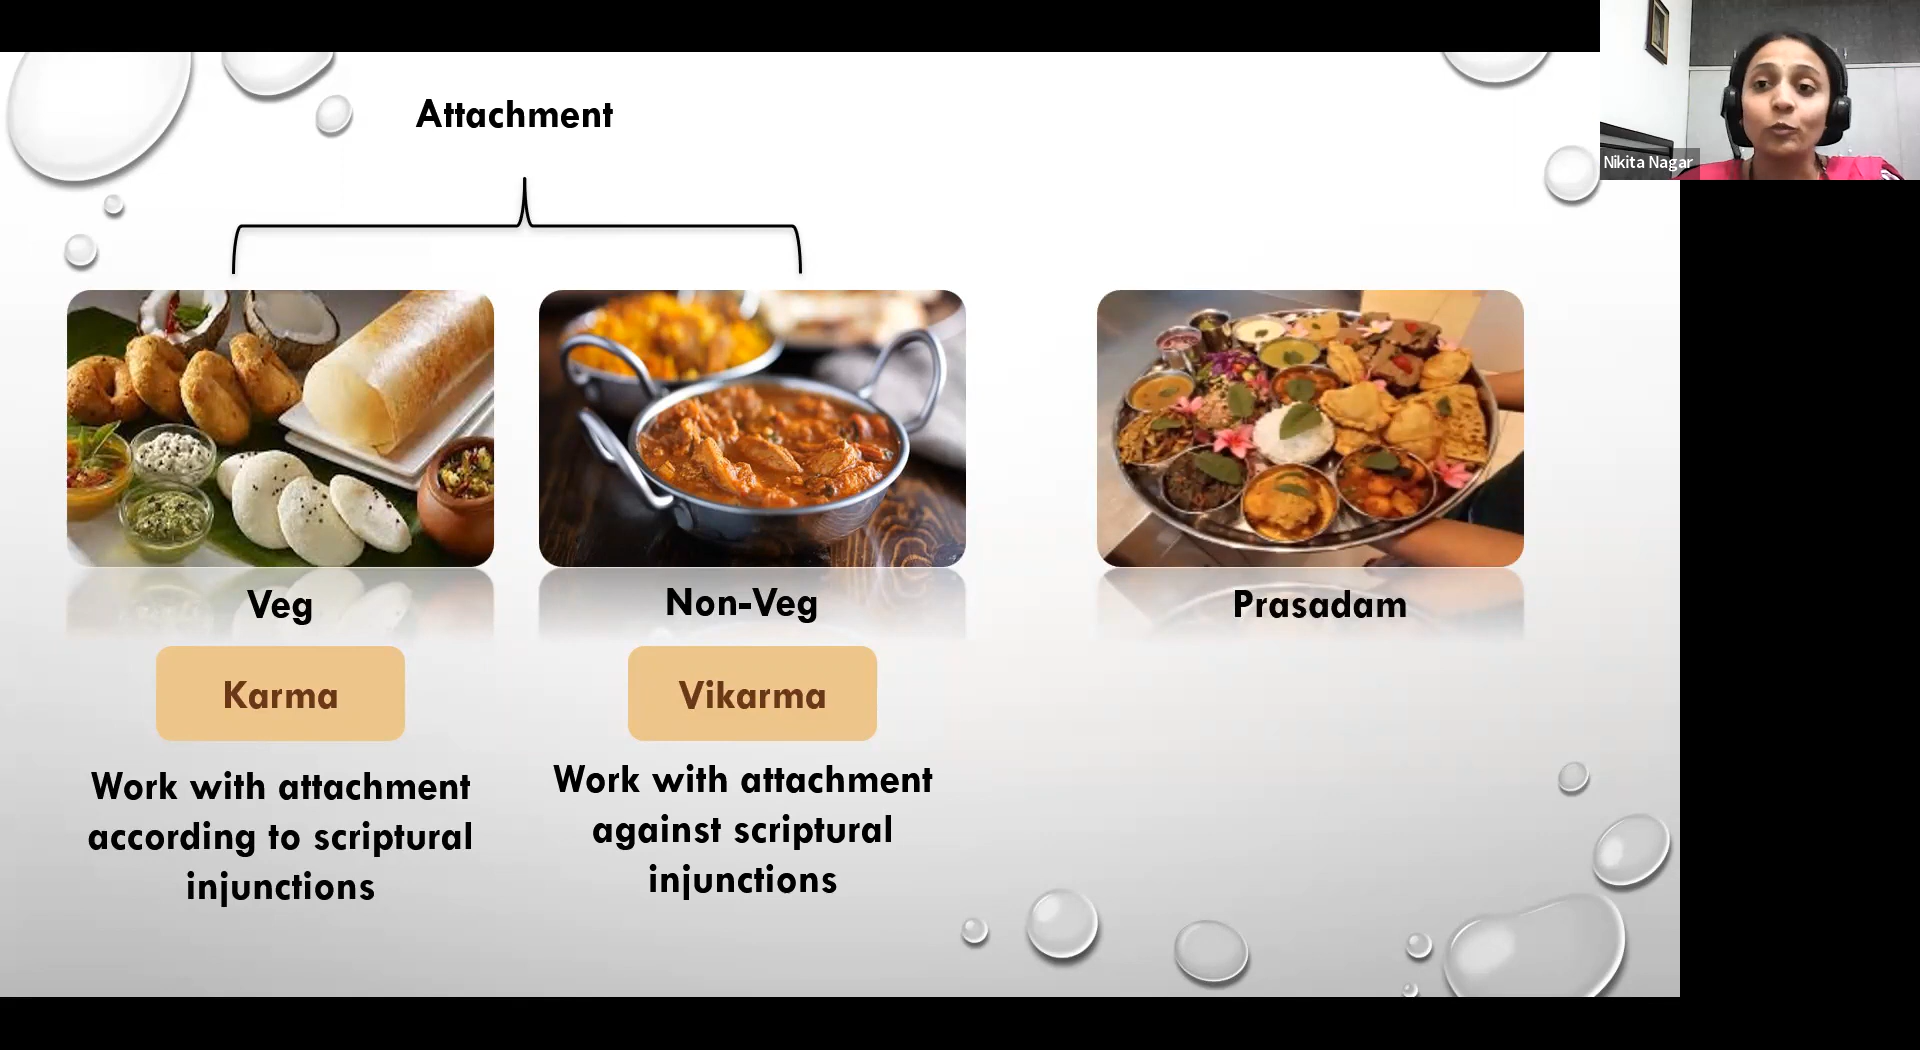 Attachment
Nikita Nagar
Veg
Non-Veg
Prasadam
Karma
Vikarma
Work with attachment
according to scriptural
injunctions
Work with attachment
against scriptural
injunctions